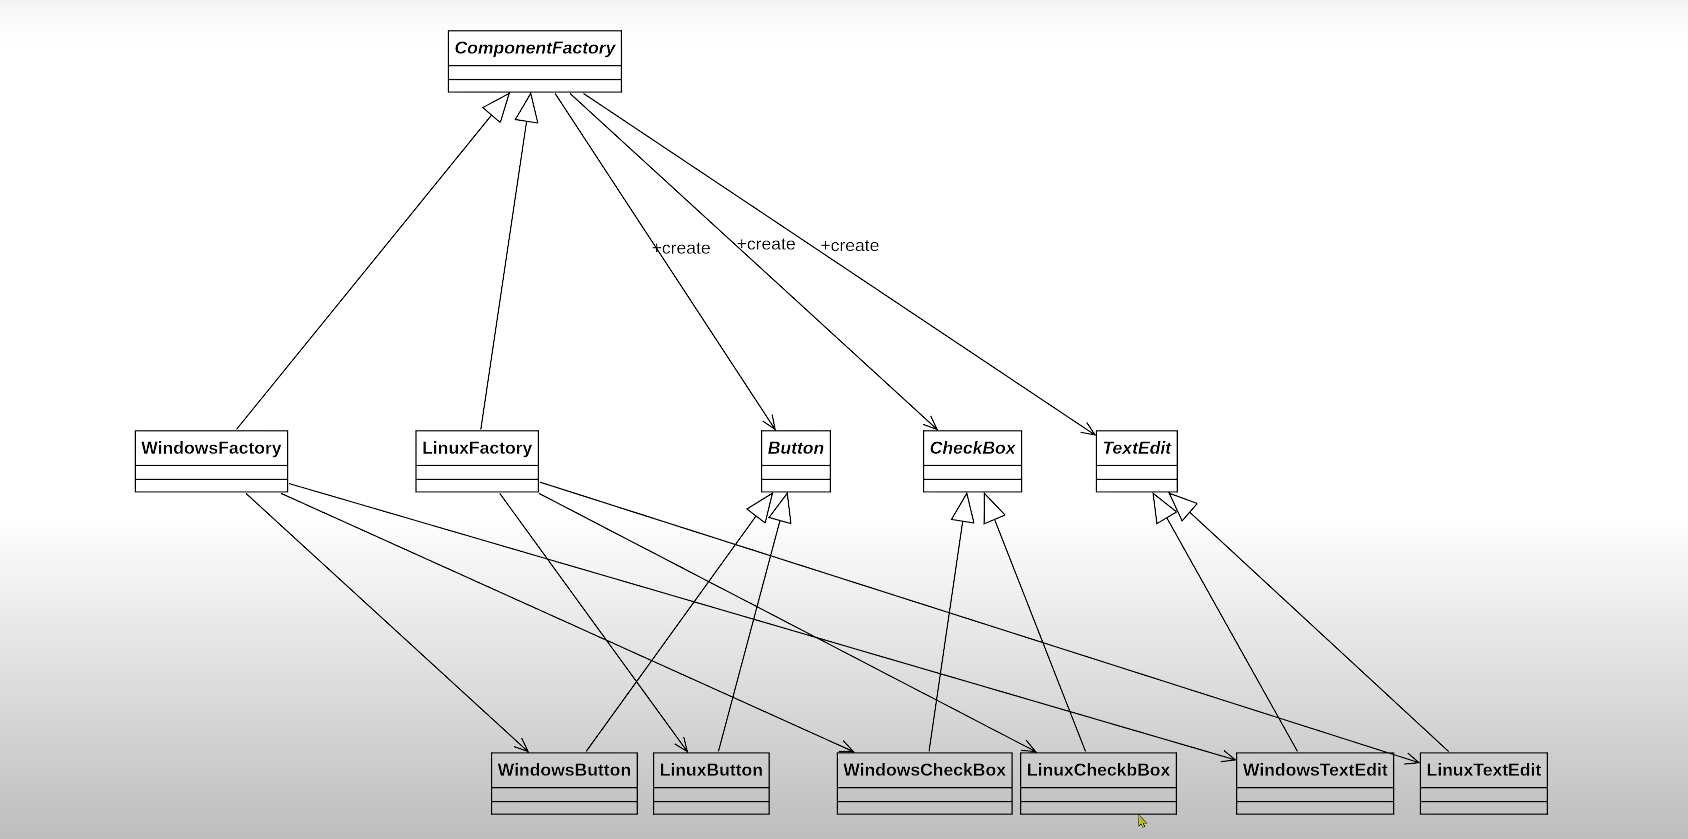 ComponentFactory
+create
+create
+create
WindowsFactory
LinuxFactory
Button
CheckBox
TextEdit
WindowsButton
LinuxButton
WindowsCheckBox
LinuxCheckbBox
WindowsTextEdit
LinuxTextEdit